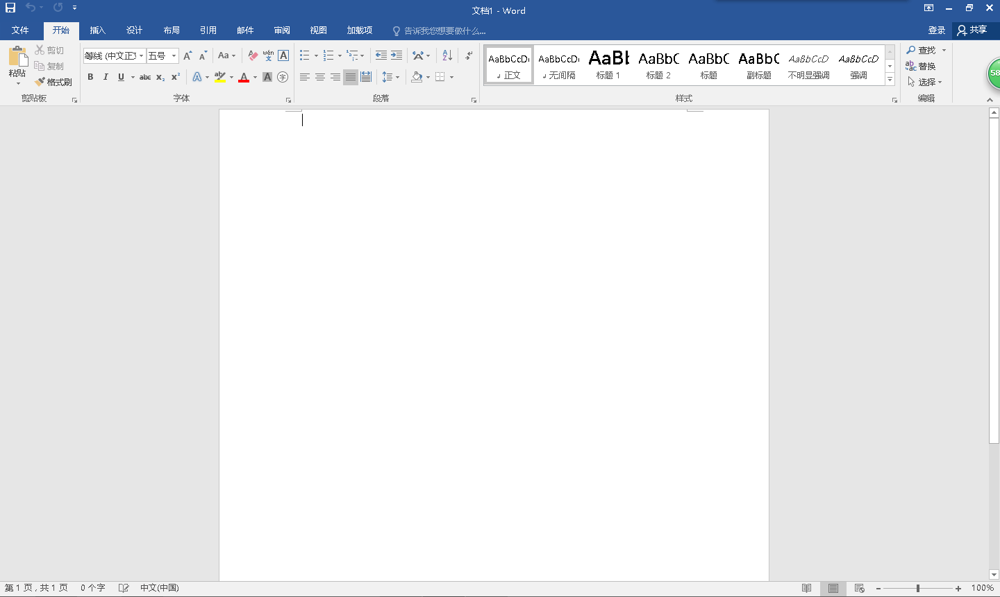 文档1 - Word
文件 开始 插入 设计 布局 引用 邮件 审阅 视图 加载项 告诉我您想要做什么... 登录 共享
粘贴 剪切 复制 格式刷 剪贴板
等线 (中文正 五号 Aa wén A
B I U abc x₂ x² A ab A A 字
字体
段落
AaBbCcD 正文
AaBbCcD 无间隔
AaBb 标题 1
AaBbC 标题 2
AaBbC 标题
AaBbC 副标题
AaBbCcD 不明显强调
AaBbCcD 强调
样式
查找
替换
选择
编辑
58
第 1 页，共 1 页 0 个字 中文(中国) 100%